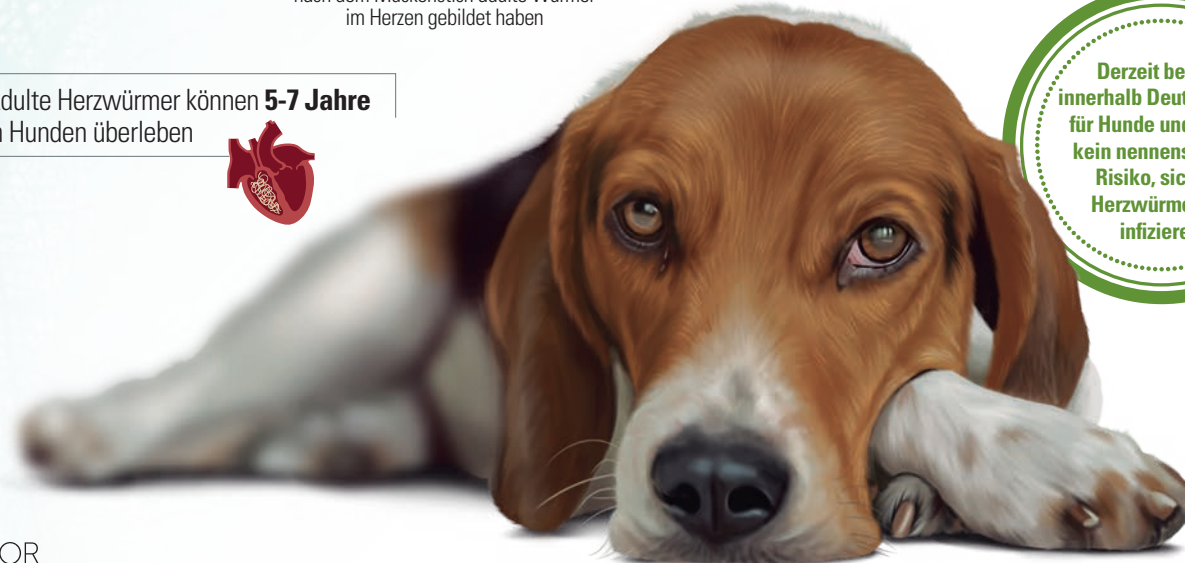 im Herzen gebildet haben
dulte Herzwürmer können 5-7 Jahre
Hunden überleben
Derzeit be
innerhalb Deut
für Hunde und
kein nennens
Risiko, sic
Herzwürme
infiziere
OR